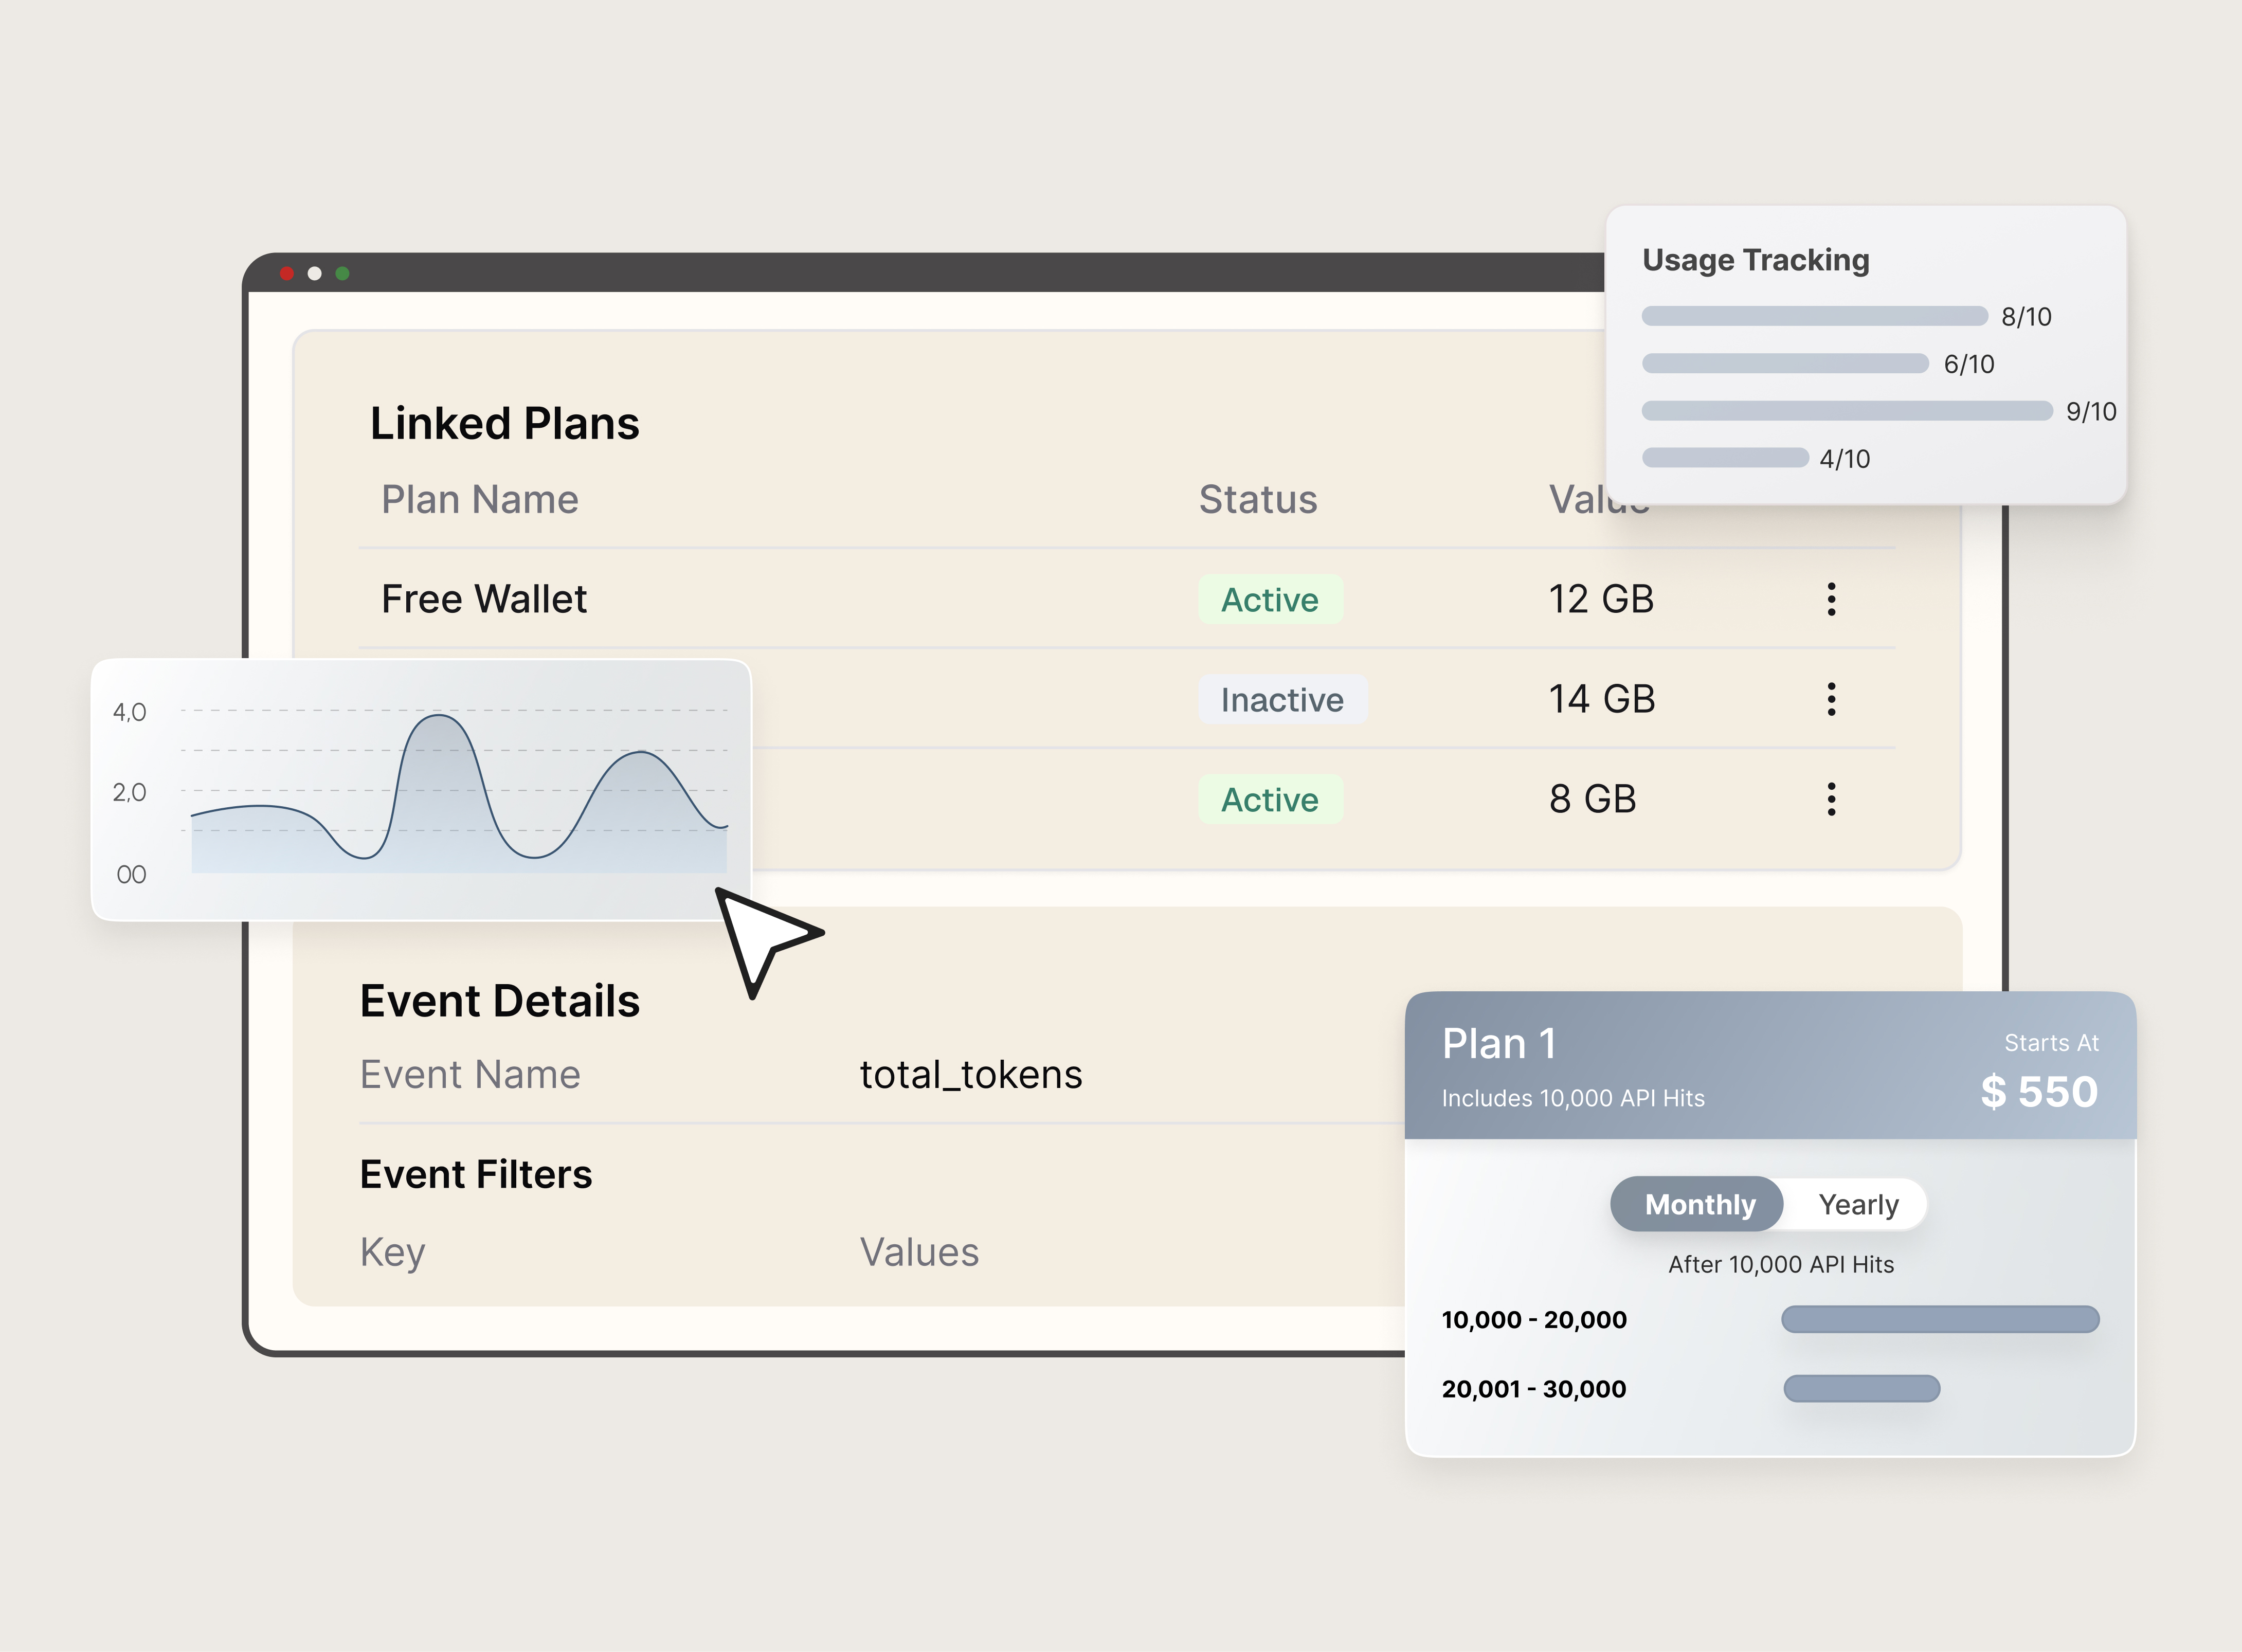 Usage Tracking
8/10
6/10
9/10
4/10
Linked Plans
Plan Name Status Value
Free Wallet Active 12 GB
Inactive 14 GB
Active 8 GB
4,0
2,0
00
Event Details
Event Name total_tokens
Event Filters
Key Values
Plan 1 Starts At
Includes 10,000 API Hits $ 550
Monthly Yearly
After 10,000 API Hits
10,000 - 20,000
20,001 - 30,000